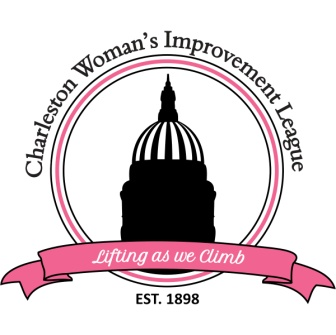 Charleston Woman's Improvement League
Lifting as we Climb
EST. 1898